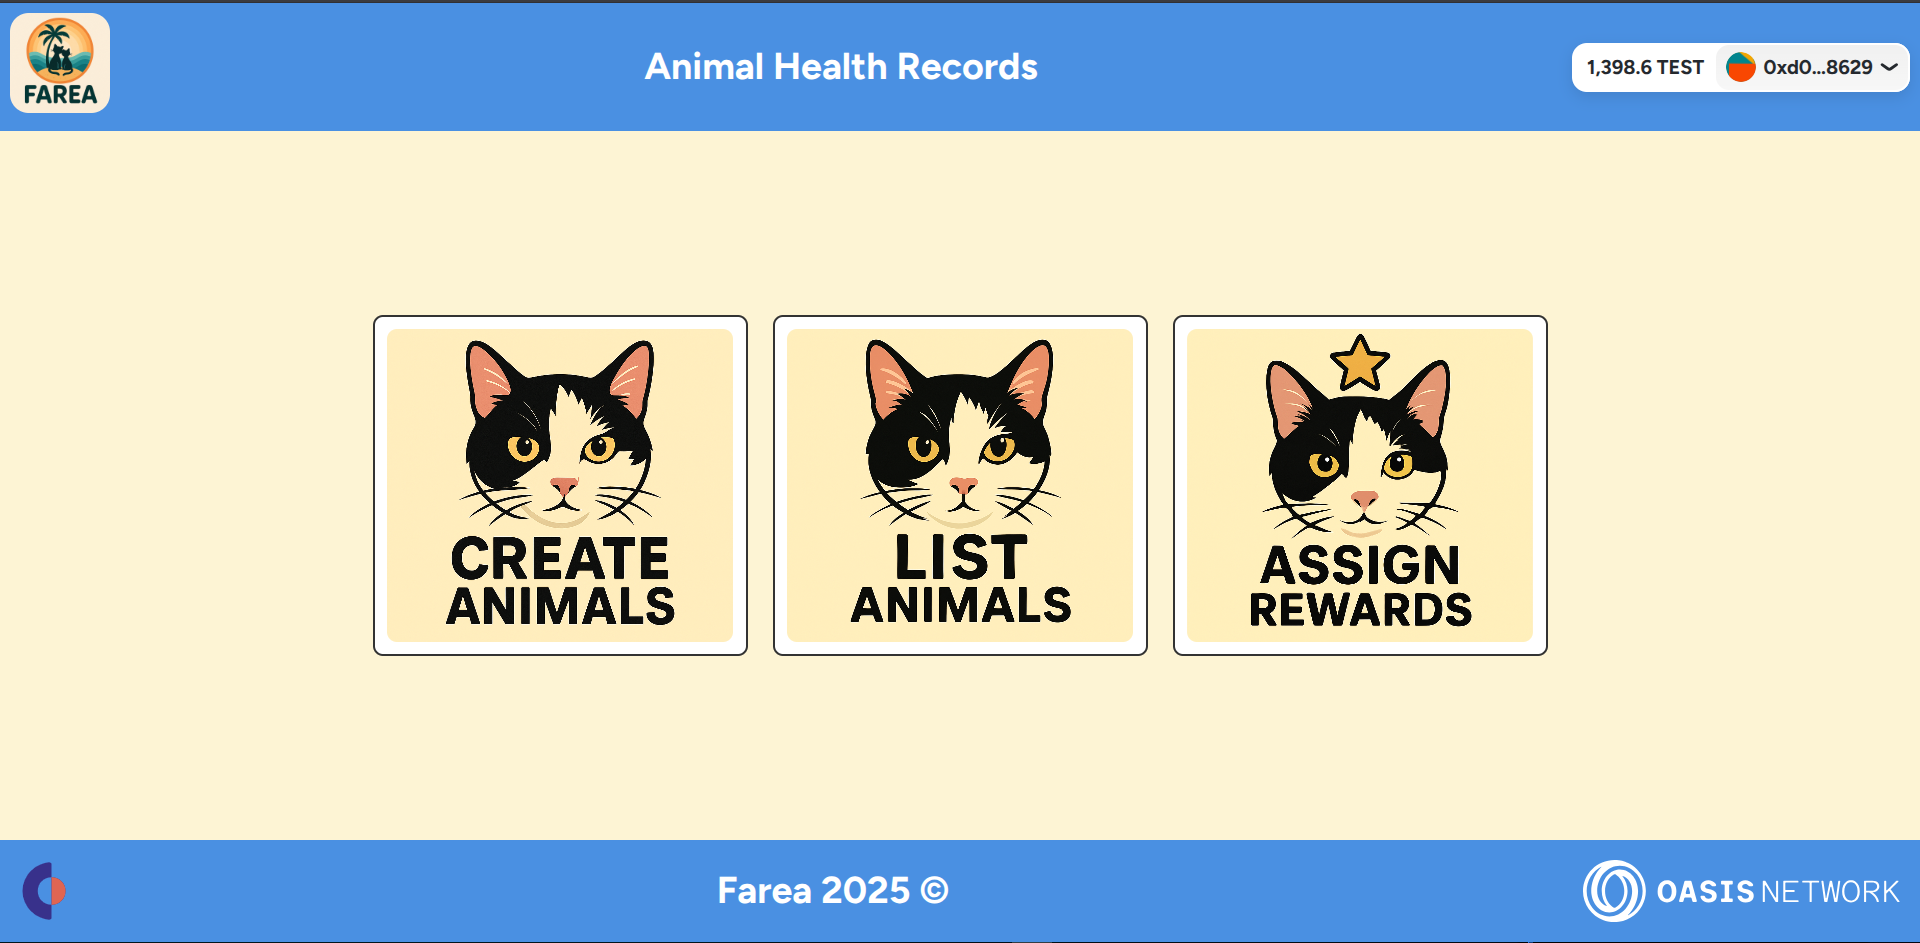 FAREA
Animal Health Records
1,398.6 TEST
0xd0...8629
CREATE
ANIMALS
LIST
ANIMALS
ASSIGN
REWARDS
Farea 2025 ©
OASIS NETWORK